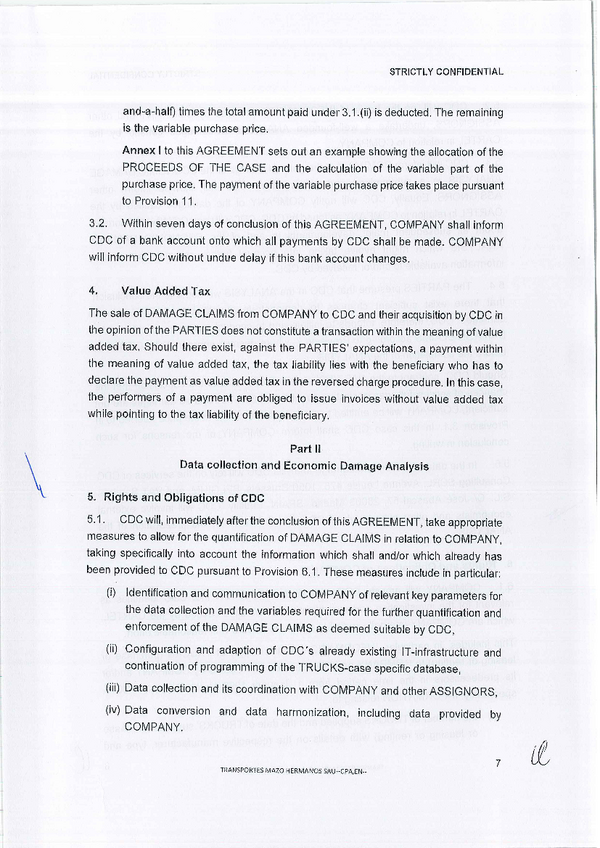 STRICTLY CONFIDENTIAL
and-a-half) times the total amount paid under 3.1.(ii) is deducted. The remaining
is the variable purchase price.
Annex I to this AGREEMENT sets out an example showing the allocation of the
PROCEEDS OF THE CASE and the calculation of the variable part of the
purchase price. The payment of the variable purchase price takes place pursuant
to Provision 11.
3.2. Within seven days of conclusion of this AGREEMENT, COMPANY shall inform
CDC of a bank account onto which all payments by CDC shall be made. COMPANY
will inform CDC without undue delay if this bank account changes.
4. Value Added Tax
The sale of DAMAGE CLAIMS from COMPANY to CDC and their acquisition by CDC in
the opinion of the PARTIES does not constitute a transaction within the meaning of value
added tax. Should there exist, against the PARTIES' expectations, a payment within
the meaning of value added tax, the tax liability lies with the beneficiary who has to
declare the payment as value added tax in the reversed charge procedure. In this case,
the performers of a payment are obliged to issue invoices without value added tax
while pointing to the tax liability of the beneficiary.
Part II
Data collection and Economic Damage Analysis
5. Rights and Obligations of CDC
5.1. CDC will, immediately after the conclusion of this AGREEMENT, take appropriate
measures to allow for the quantification of DAMAGE CLAIMS in relation to COMPANY,
taking specifically into account the information which shall and/or which already has
been provided to CDC pursuant to Provision 6.1. These measures include in particular:
(i) Identification and communication to COMPANY of relevant key parameters for
the data collection and the variables required for the further quantification and
enforcement of the DAMAGE CLAIMS as deemed suitable by CDC,
(ii) Configuration and adaption of CDC´s already existing IT-infrastructure and
continuation of programming of the TRUCKS-case specific database,
(iii) Data collection and its coordination with COMPANY and other ASSIGNORS,
(iv) Data conversion and data harmonization, including data provided by
COMPANY.
7
TRANSPORTES MAZO HERMANOS SAU--CPA,EN--